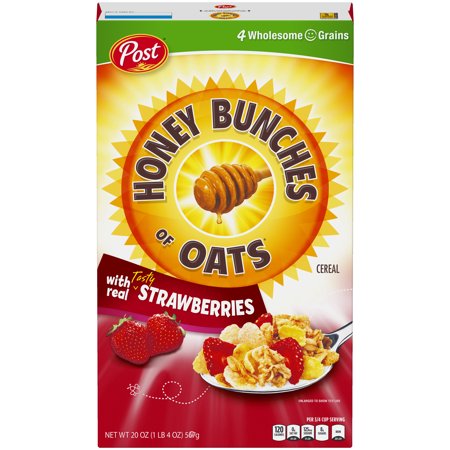 Post
4 Wholesome Grains
HONEY BUNCHES
of OATS
CEREAL
with real Tasty STRAWBERRIES
ENLARGED TO SHOW TEXTURE
PER 3/4 CUP SERVING
120
NET WT 20 OZ (1 LB 4 OZ) 567g